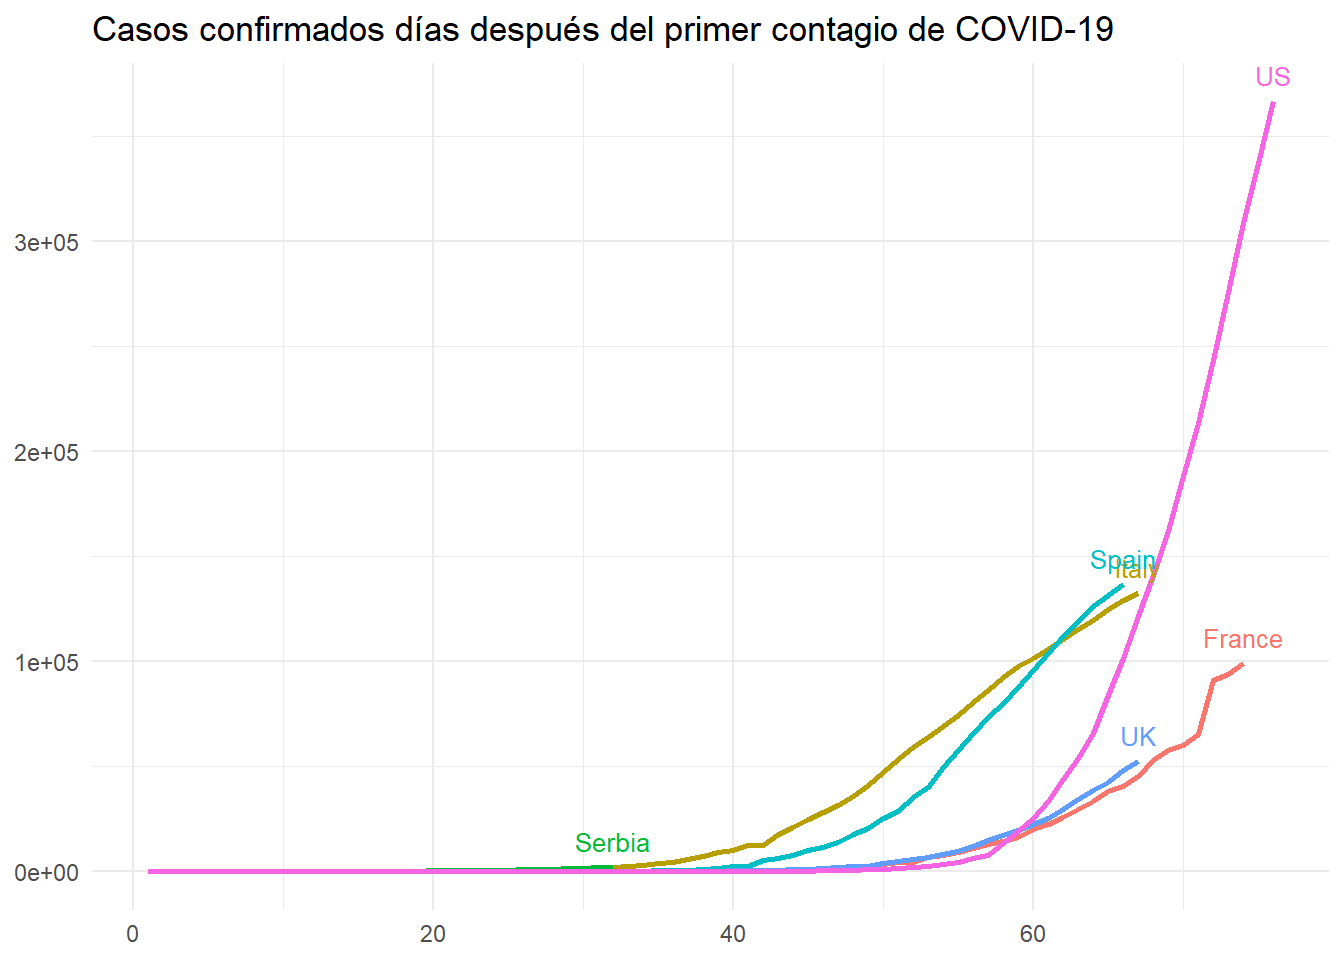 Casos confirmados días después del primer contagio de COVID-19
US
3e+05
2e+05
Spain
Italy
France
1e+05
UK
Serbia
0e+00
0 20 40 60